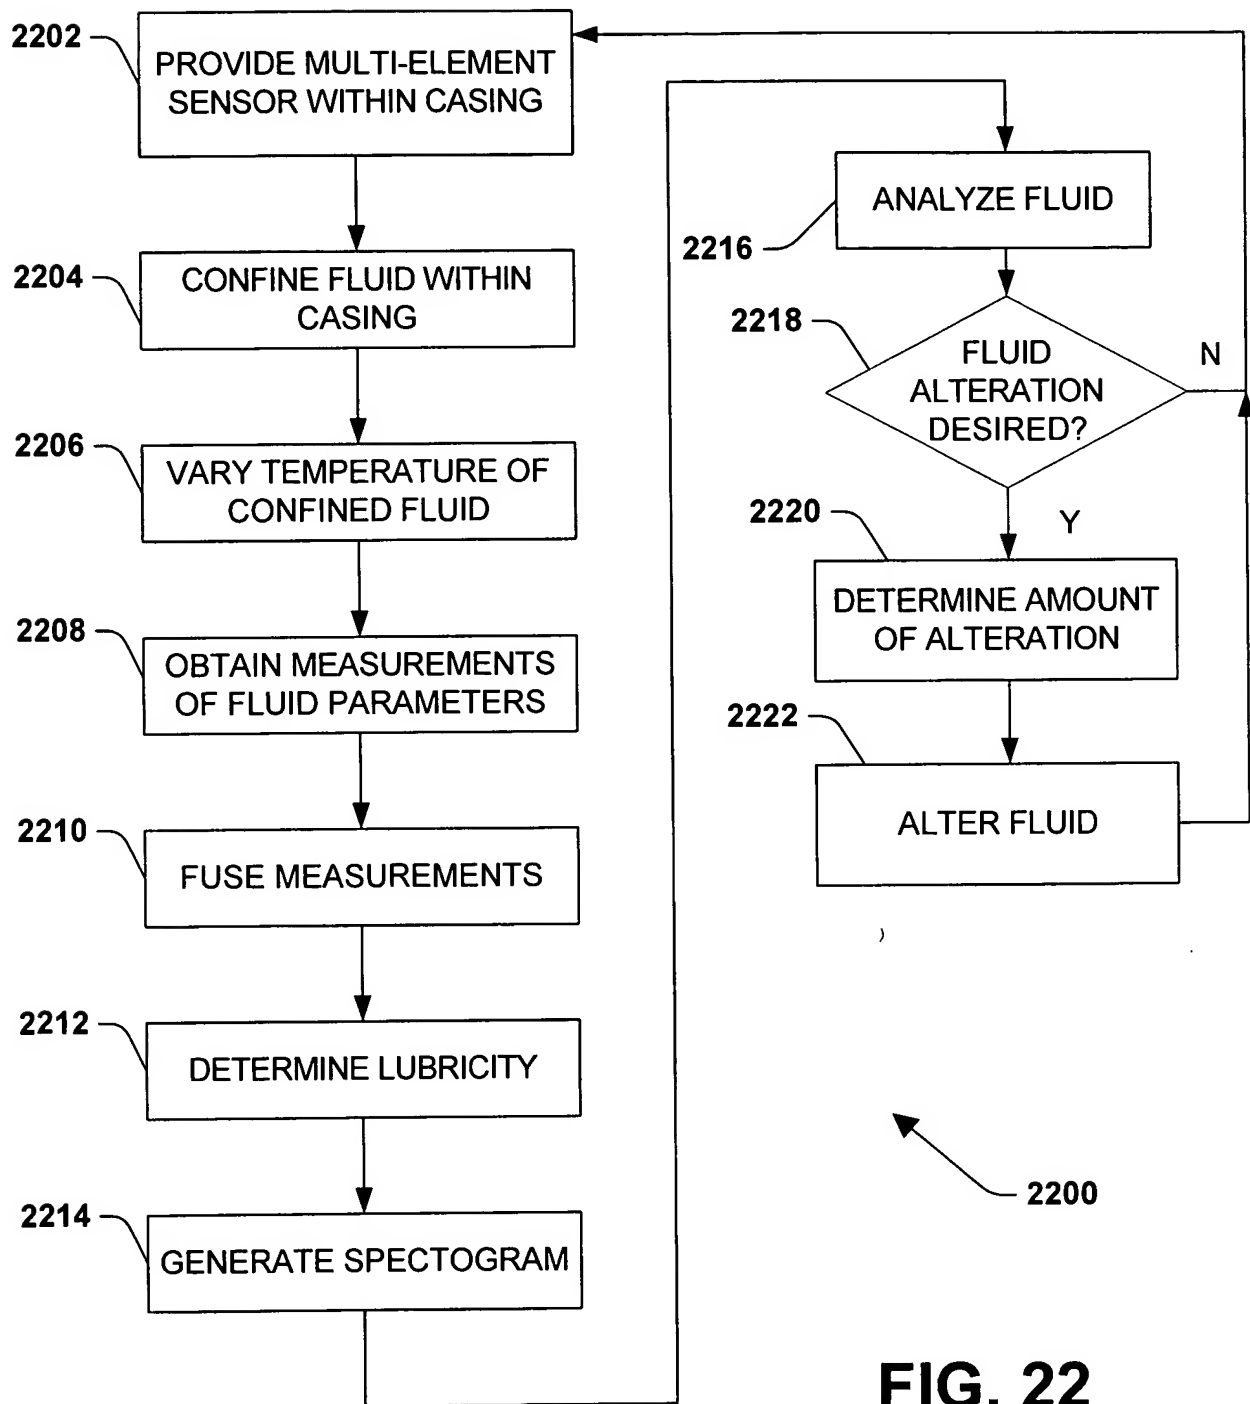 2202
PROVIDE MULTI-ELEMENT
SENSOR WITHIN CASING
2204
CONFINE FLUID WITHIN
CASING
2206
VARY TEMPERATURE OF
CONFINED FLUID
2208
OBTAIN MEASUREMENTS
OF FLUID PARAMETERS
2210
FUSE MEASUREMENTS
2212
DETERMINE LUBRICITY
2214
GENERATE SPECTOGRAM
ANALYZE FLUID
2216
2218
FLUID
ALTERATION
DESIRED?
N
Y
2220
DETERMINE AMOUNT
OF ALTERATION
2222
ALTER FLUID
2200
FIG. 22